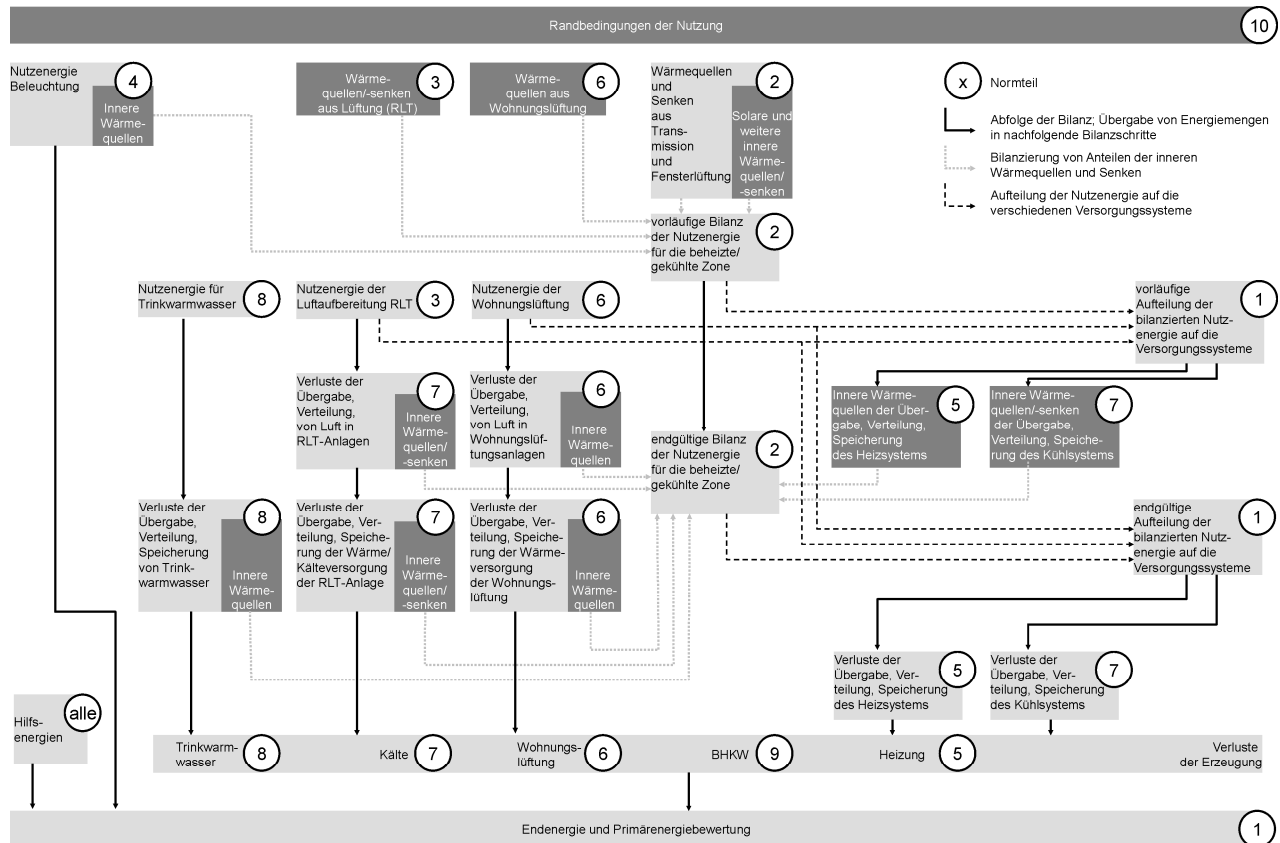 Randbedingungen der Nutzung
10
Nutzenergie
Beleuchtung
4
Innere
Wärme-
quellen
Wärme-
quellen/-senken
aus Lüftung (RLT)
3
Wärme-
quellen aus
Wohnungslüftung
6
Wärmequellen
und
Senken
aus
Trans-
mission
und
Fensterlüftung
2
Solare und
weitere
innere
Wärme-
quellen/
-senken
x
Normteil
Abfolge der Bilanz; Übergabe von Energiemengen
in nachfolgende Bilanzschritte
Bilanzierung von Anteilen der inneren
Wärmequellen und Senken
Aufteilung der Nutzenergie auf die
verschiedenen Versorgungssysteme
vorläufige Bilanz
der Nutzenergie
für die beheizte/
gekühlte Zone
2
Nutzenergie für
Trinkwarmwasser
8
Nutzenergie der
Luftaufbereitung RLT
3
Nutzenergie der
Wohnungslüftung
6
vorläufige
Aufteilung der
bilanzierten Nutz-
energie auf die
Versorgungssysteme
1
Verluste der
Übergabe,
Verteilung,
von Luft in
RLT-Anlagen
7
Innere
Wärme-
quellen/
-senken
Verluste der
Übergabe,
Verteilung,
von Luft in
Wohnungslüf-
tungsanlagen
6
Innere
Wärme-
quellen
endgültige Bilanz
der Nutzenergie
für die beheizte/
gekühlte Zone
2
Innere Wärme-
quellen der Über-
gabe, Verteilung,
Speicherung
des Heizsystems
5
Innere Wärme-
quellen/-senken
der Übergabe,
Verteilung, Speiche-
rung des Kühlsystems
7
Verluste der
Übergabe,
Verteilung,
Speicherung
von Trink-
warmwasser
8
Innere
Wärme-
quellen
Verluste der
Übergabe, Ver-
teilung, Speiche-
rung der Wärme/
Kälteversorgung
der RLT-Anlage
7
Innere
Wärme-
quellen/
-senken
Verluste der
Übergabe, Ver-
teilung, Speiche-
rung der Wärme-
versorgung
der Wohnungs-
lüftung
6
Innere
Wärme-
quellen
endgültige
Aufteilung der
bilanzierten Nutz-
energie auf die
Versorgungssysteme
1
Verluste der
Übergabe, Ver-
teilung, Speicherung
des Heizsystems
5
Verluste der
Übergabe, Ver-
teilung, Speicherung
des Kühlsystems
7
Hilfs-
energien
alle
Trinkwarm-
wasser
8
Kälte
7
Wohnungs-
lüftung
6
BHKW
9
Heizung
5
Verluste
der Erzeugung
Endenergie und Primärenergiebewertung
1